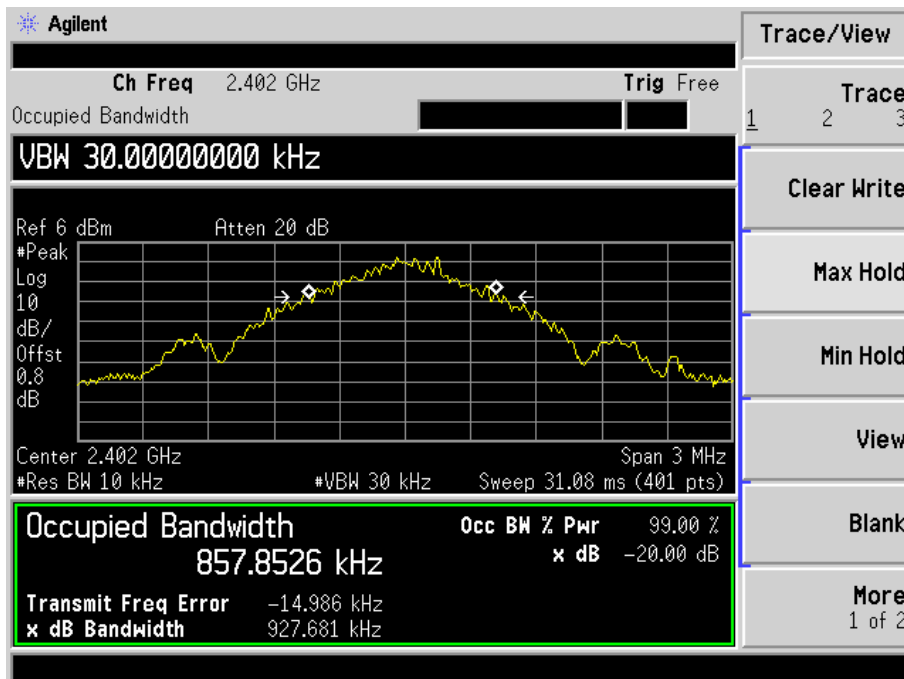 Agilent
Trace/View
Ch Freq 2.402 GHz Trig Free
Occupied Bandwidth
Trace
1 2 3
VBW 30.00000000 kHz
Clear Write
Ref 6 dBm Atten 20 dB
#Peak
Log
10
dB/
Offst
0.8
dB
Max Hold
Min Hold
View
Center 2.402 GHz Span 3 MHz
#Res BW 10 kHz #VBW 30 kHz Sweep 31.08 ms (401 pts)
Occupied Bandwidth Occ BW % Pwr 99.00 %
857.8526 kHz x dB -20.00 dB
Blank
Transmit Freq Error -14.986 kHz
x dB Bandwidth 927.681 kHz
More
1 of 2